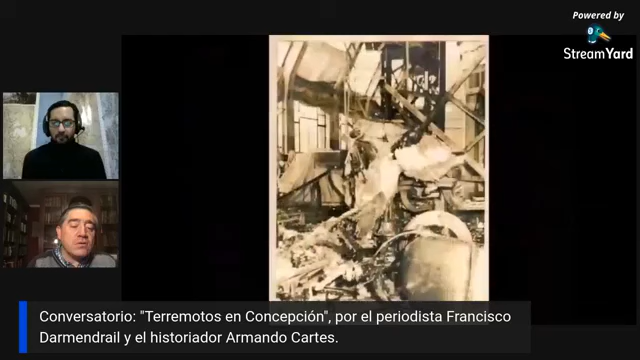 Powered by
StreamYard
Conversatorio: "Terremotos en Concepción", por el periodista Francisco
Darmendrail y el historiador Armando Cartes.